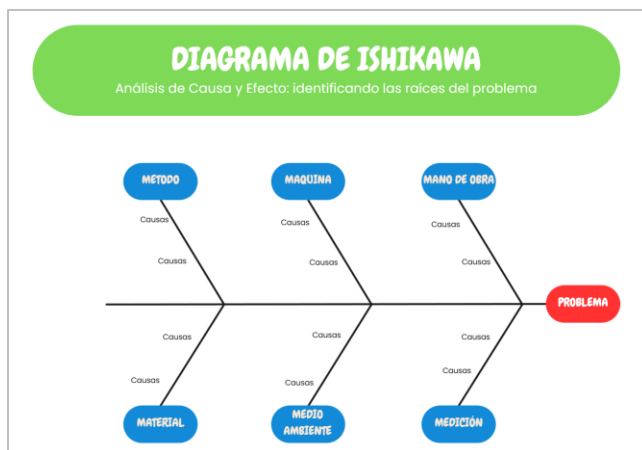 DIAGRAMA DE ISHIKAWA
Análisis de Causa y Efecto: identificando las raíces del problema
METODO
MAQUINA
MANO DE OBRA
Causas
Causas
Causas
Causas
Causas
Causas
PROBLEMA
Causas
Causas
Causas
Causas
Causas
Causas
MATERIAL
MEDIO
AMBIENTE
MEDICIÓN